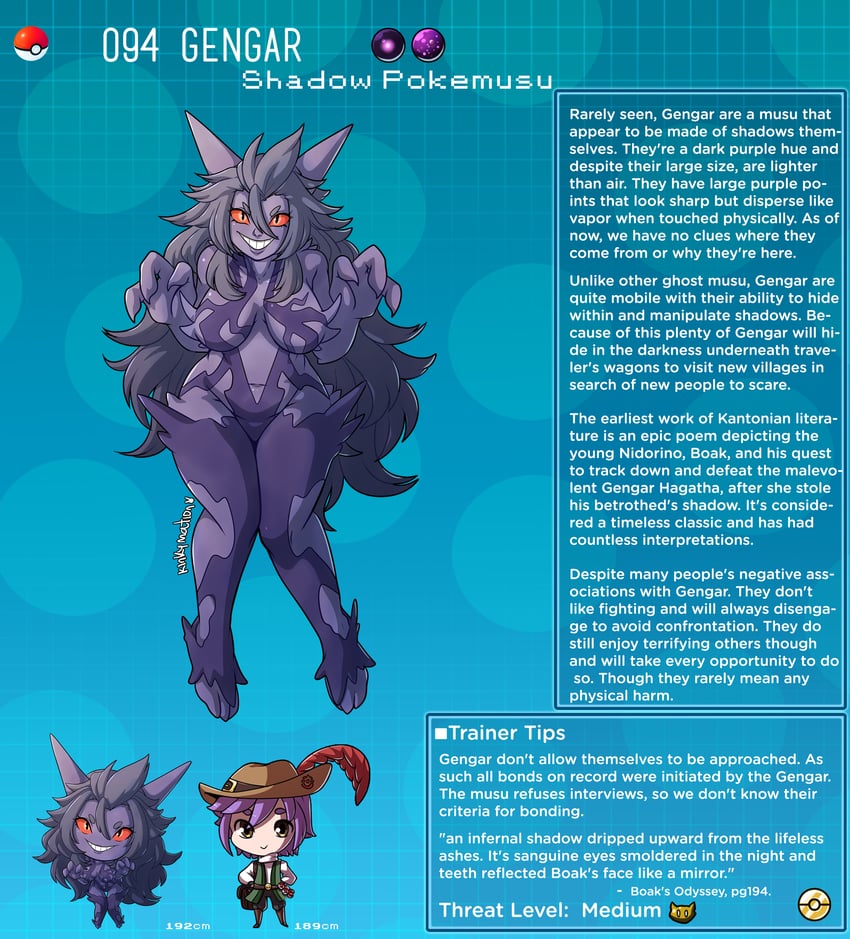 094 GENGAR
Shadow Pokemusu
Rarely seen, Gengar are a musu that
appear to be made of shadows them-
selves. They're a dark purple hue and
despite their large size, are lighter
than air. They have large purple po-
ints that look sharp but disperse like
vapor when touched physically. As of
now, we have no clues where they
come from or why they're here.
Unlike other ghost musu, Gengar are
quite mobile with their ability to hide
within and manipulate shadows. Be-
cause of this plenty of Gengar will hi-
de in the darkness underneath trave-
ler's wagons to visit new villages in
search of new people to scare.
The earliest work of Kantonian litera-
ture is an epic poem depicting the
young Nidorino, Boak, and his quest
to track down and defeat the malevo-
lent Gengar Hagatha, after she stole
his betrothed's shadow. It's conside-
red a timeless classic and has had
countless interpretations.
Despite many people's negative ass-
ociations with Gengar. They don't
like fighting and will always disenga-
ge to avoid confrontation. They do
still enjoy terrifying others though
and will take every opportunity to do
so. Though they rarely mean any
physical harm.
kinkymation
Trainer Tips
Gengar don't allow themselves to be approached. As
such all bonds on record were initiated by the Gengar.
The musu refuses interviews, so we don't know their
criteria for bonding.
"an infernal shadow dripped upward from the lifeless
ashes. It's sanguine eyes smoldered in the night and
teeth reflected Boak's face like a mirror."
- Boak's Odyssey, pg194.
Threat Level: Medium
192cm
189cm